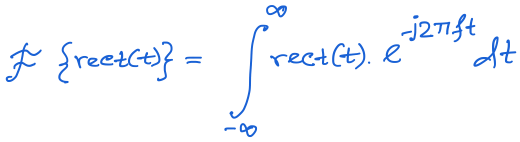 ℱ {rect(t)} = ∫_{-∞}^{∞} rect(t). e^{-j2πft} dt